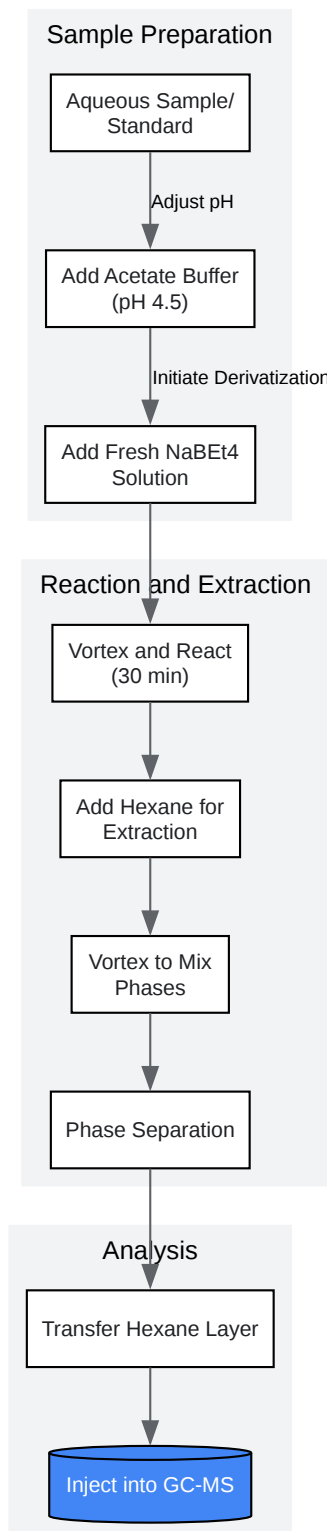 Sample Preparation
Aqueous Sample/
Standard
Adjust pH
Add Acetate Buffer
(pH 4.5)
Initiate Derivatization
Add Fresh NaBEt4
Solution
Reaction and Extraction
Vortex and React
(30 min)
Add Hexane for
Extraction
Vortex to Mix
Phases
Phase Separation
Analysis
Transfer Hexane Layer
Inject into GC-MS